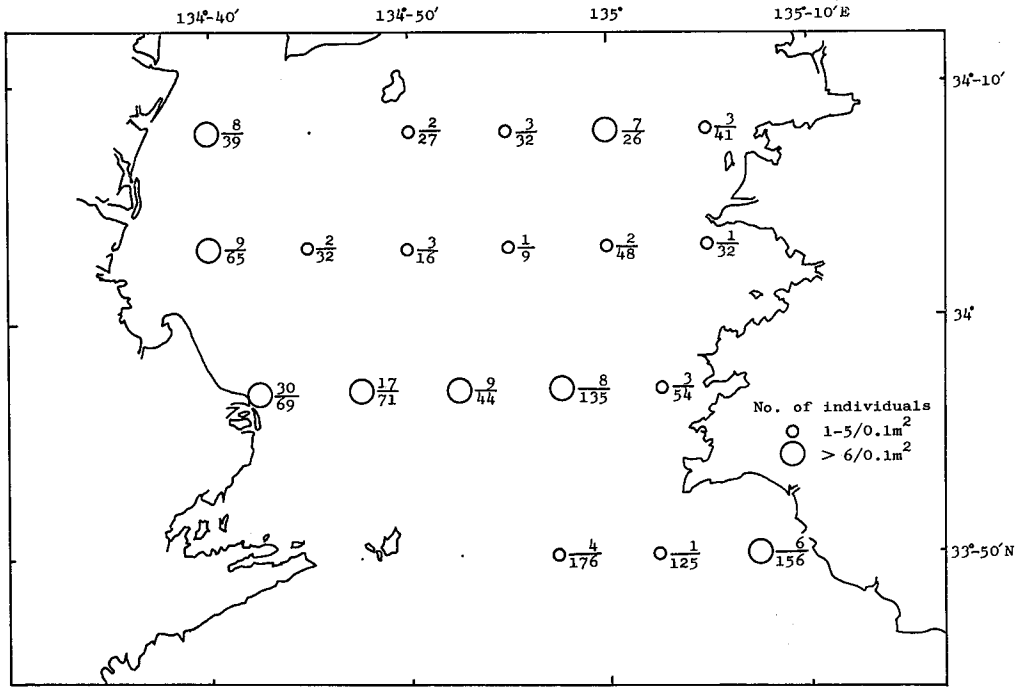 134°-40′ 134°-50′ 135° 135°-10′E
34°-10′
8/39 2/27 3/32 7/26 3/41
9/65 2/32 3/16 1/9 2/48 1/32
34°
30/69 17/71 9/44 8/135 3/54
No. of individuals
1-5/0.1m²
> 6/0.1m²
4/176 1/125 6/156
33°-50′N